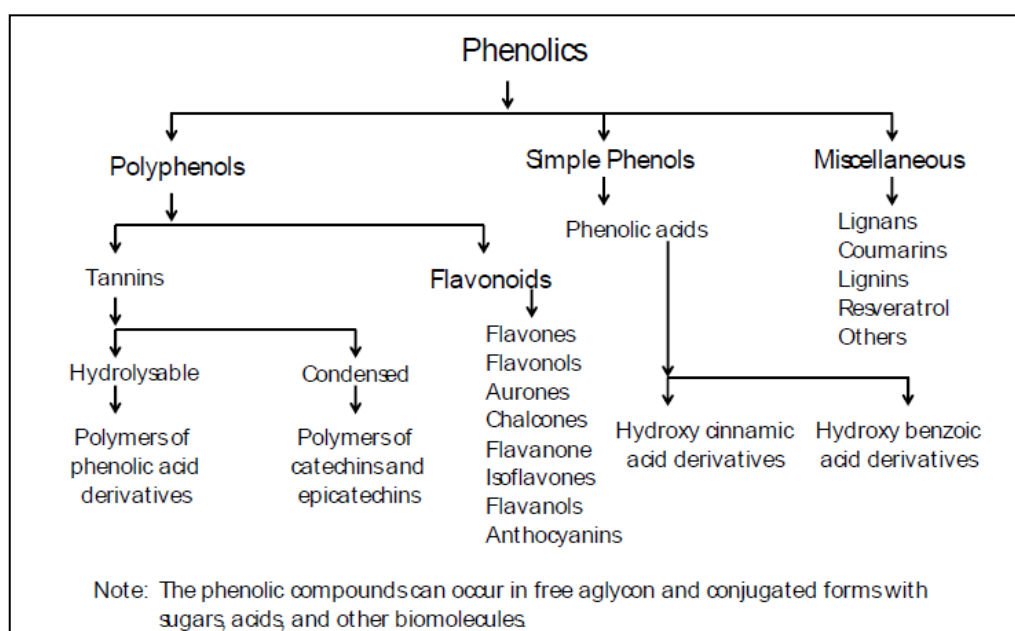 Phenolics
Polyphenols
Simple Phenols
Miscellaneous
Phenolic acids
Lignans
Coumarins
Lignins
Resveratrol
Others
Tannins
Flavonoids
Flavones
Flavonols
Aurones
Chalcones
Flavanone
Isoflavones
Flavanols
Anthocyanins
Hydrolysable
Condensed
Polymers of
phenolic acid
derivatives
Polymers of
catechins and
epicatechins
Hydroxy cinnamic
acid derivatives
Hydroxy benzoic
acid derivatives
Note: The phenolic compounds can occur in free aglycon and conjugated forms with
sugars, acids, and other biomolecules.